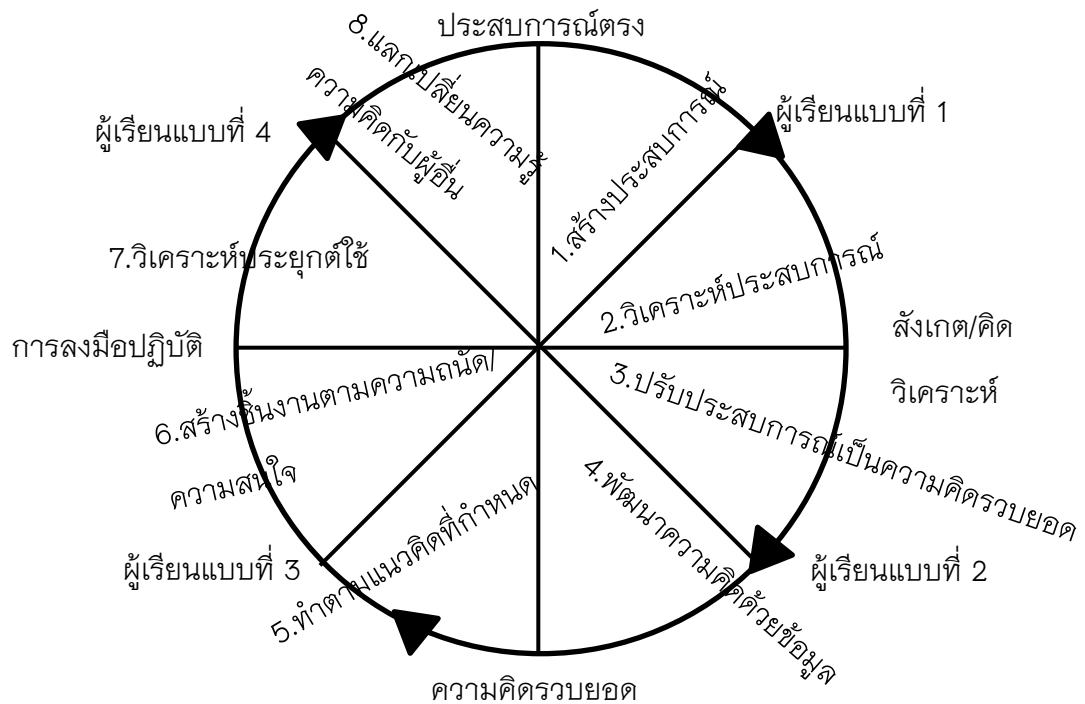 ประสบการณ์ตรง
ผู้เรียนแบบที่ 1
1.สร้างประสบการณ์
2.วิเคราะห์ประสบการณ์
สังเกต/คิด
วิเคราะห์
3.ปรับประสบการณ์เป็นความคิดรวบยอด
4.พัฒนาความคิดด้วยข้อมูล
ผู้เรียนแบบที่ 2
ความคิดรวบยอด
5.ทำตามแนวคิดที่กำหนด
ผู้เรียนแบบที่ 3
6.สร้างชิ้นงานตามความถนัด/
ความสนใจ
การลงมือปฏิบัติ
7.วิเคราะห์ประยุกต์ใช้
ผู้เรียนแบบที่ 4
8.แลกเปลี่ยนความรู้
ความคิดกับผู้อื่น